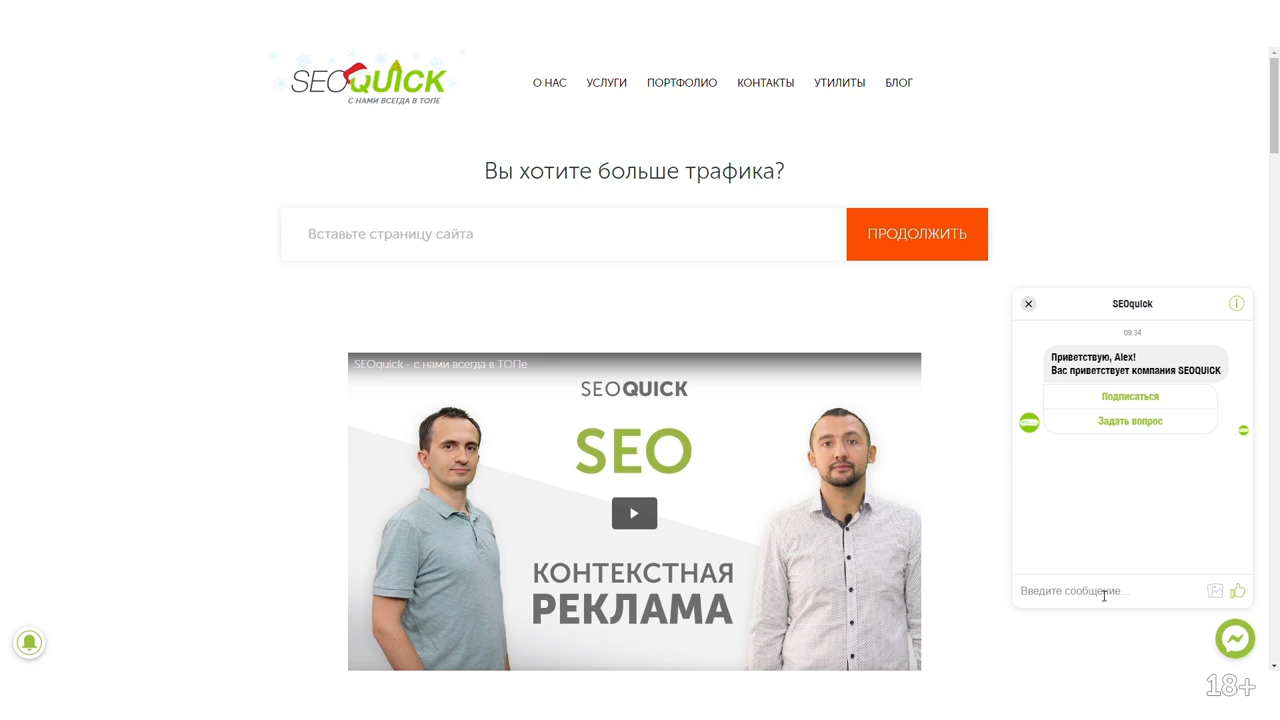 SEOQUICK
С НАМИ ВСЕГДА В ТОПЕ
О НАС УСЛУГИ ПОРТФОЛИО КОНТАКТЫ УТИЛИТЫ БЛОГ
Вы хотите больше трафика?
Вставьте страницу сайта
ПРОДОЛЖИТЬ
SEOquick - с нами всегда в ТОПе
SEOQUICK
SEO
КОНТЕКСТНАЯ
РЕКЛАМА
SEOquick
09:34
Приветствую, Alex!
Вас приветствует компания SEOQUICK
Подписаться
Задать вопрос
Введите сообщение...
18+